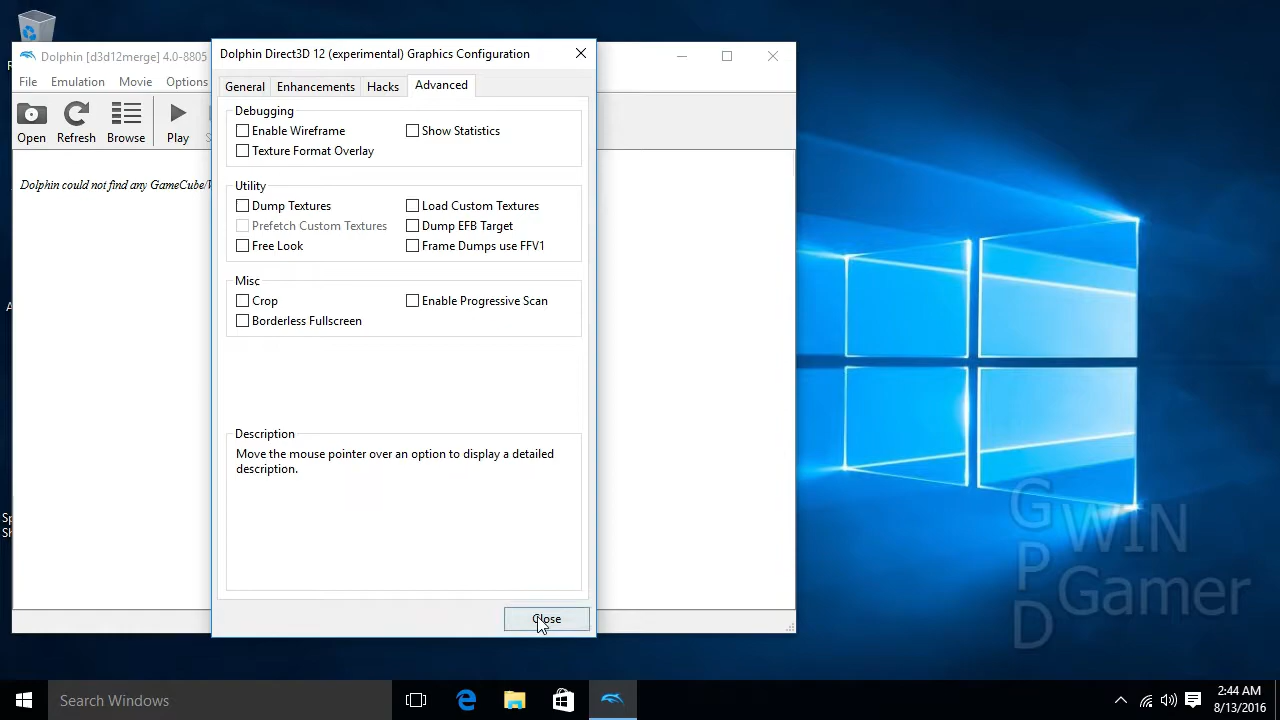 Dolphin [d3d12merge] 4.0-8805
Dolphin Direct3D 12 (experimental) Graphics Configuration
File Emulation Movie Options
General Enhancements Hacks Advanced
Open Refresh Browse Play
Dolphin could not find any GameCube/
Debugging
Enable Wireframe Show Statistics
Texture Format Overlay
Utility
Dump Textures Load Custom Textures
Prefetch Custom Textures Dump EFB Target
Free Look Frame Dumps use FFV1
Misc
Crop Enable Progressive Scan
Borderless Fullscreen
Description
Move the mouse pointer over an option to display a detailed
description.
Close
GPD
WIN
Gamer
Search Windows
2:44 AM
8/13/2016